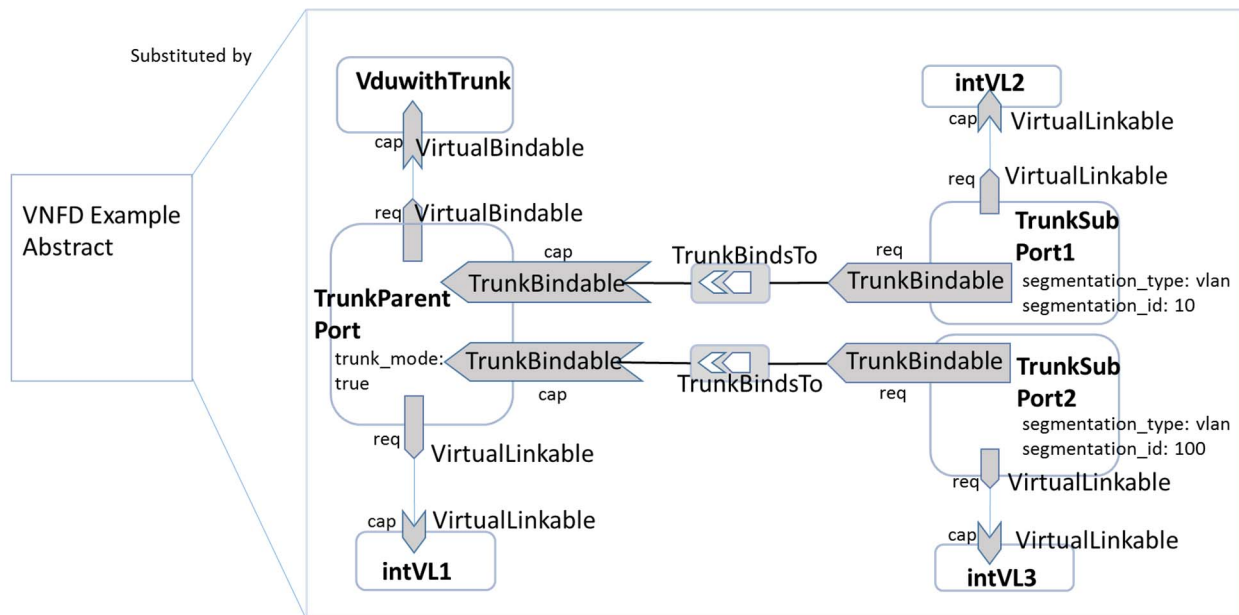 Substituted by
VNFD Example
Abstract
VduwithTrunk
cap
VirtualBindable
req
VirtualBindable
TrunkParent
Port
trunk_mode:
true
cap
TrunkBindable
TrunkBindsTo
req
TrunkBindable
TrunkBindable
cap
TrunkBindsTo
TrunkBindable
req
intVL2
cap
VirtualLinkable
req
VirtualLinkable
TrunkSub
Port1
segmentation_type: vlan
segmentation_id: 10
TrunkSub
Port2
segmentation_type: vlan
segmentation_id: 100
req
VirtualLinkable
cap
VirtualLinkable
intVL1
req
VirtualLinkable
cap
VirtualLinkable
intVL3